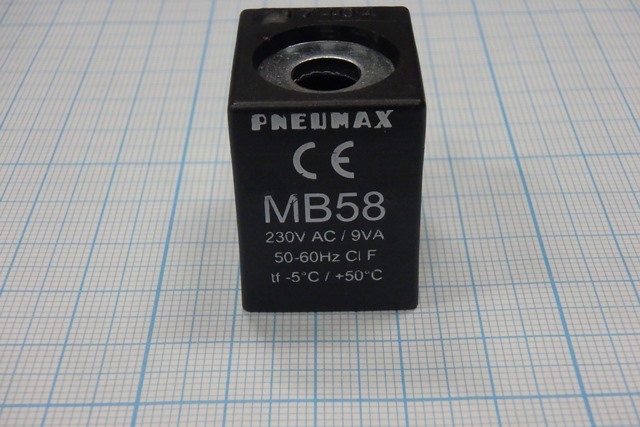 PNEUMAX
CE
MB58
230V AC / 9VA
50-60Hz Cl F
tf -5°C / +50°C